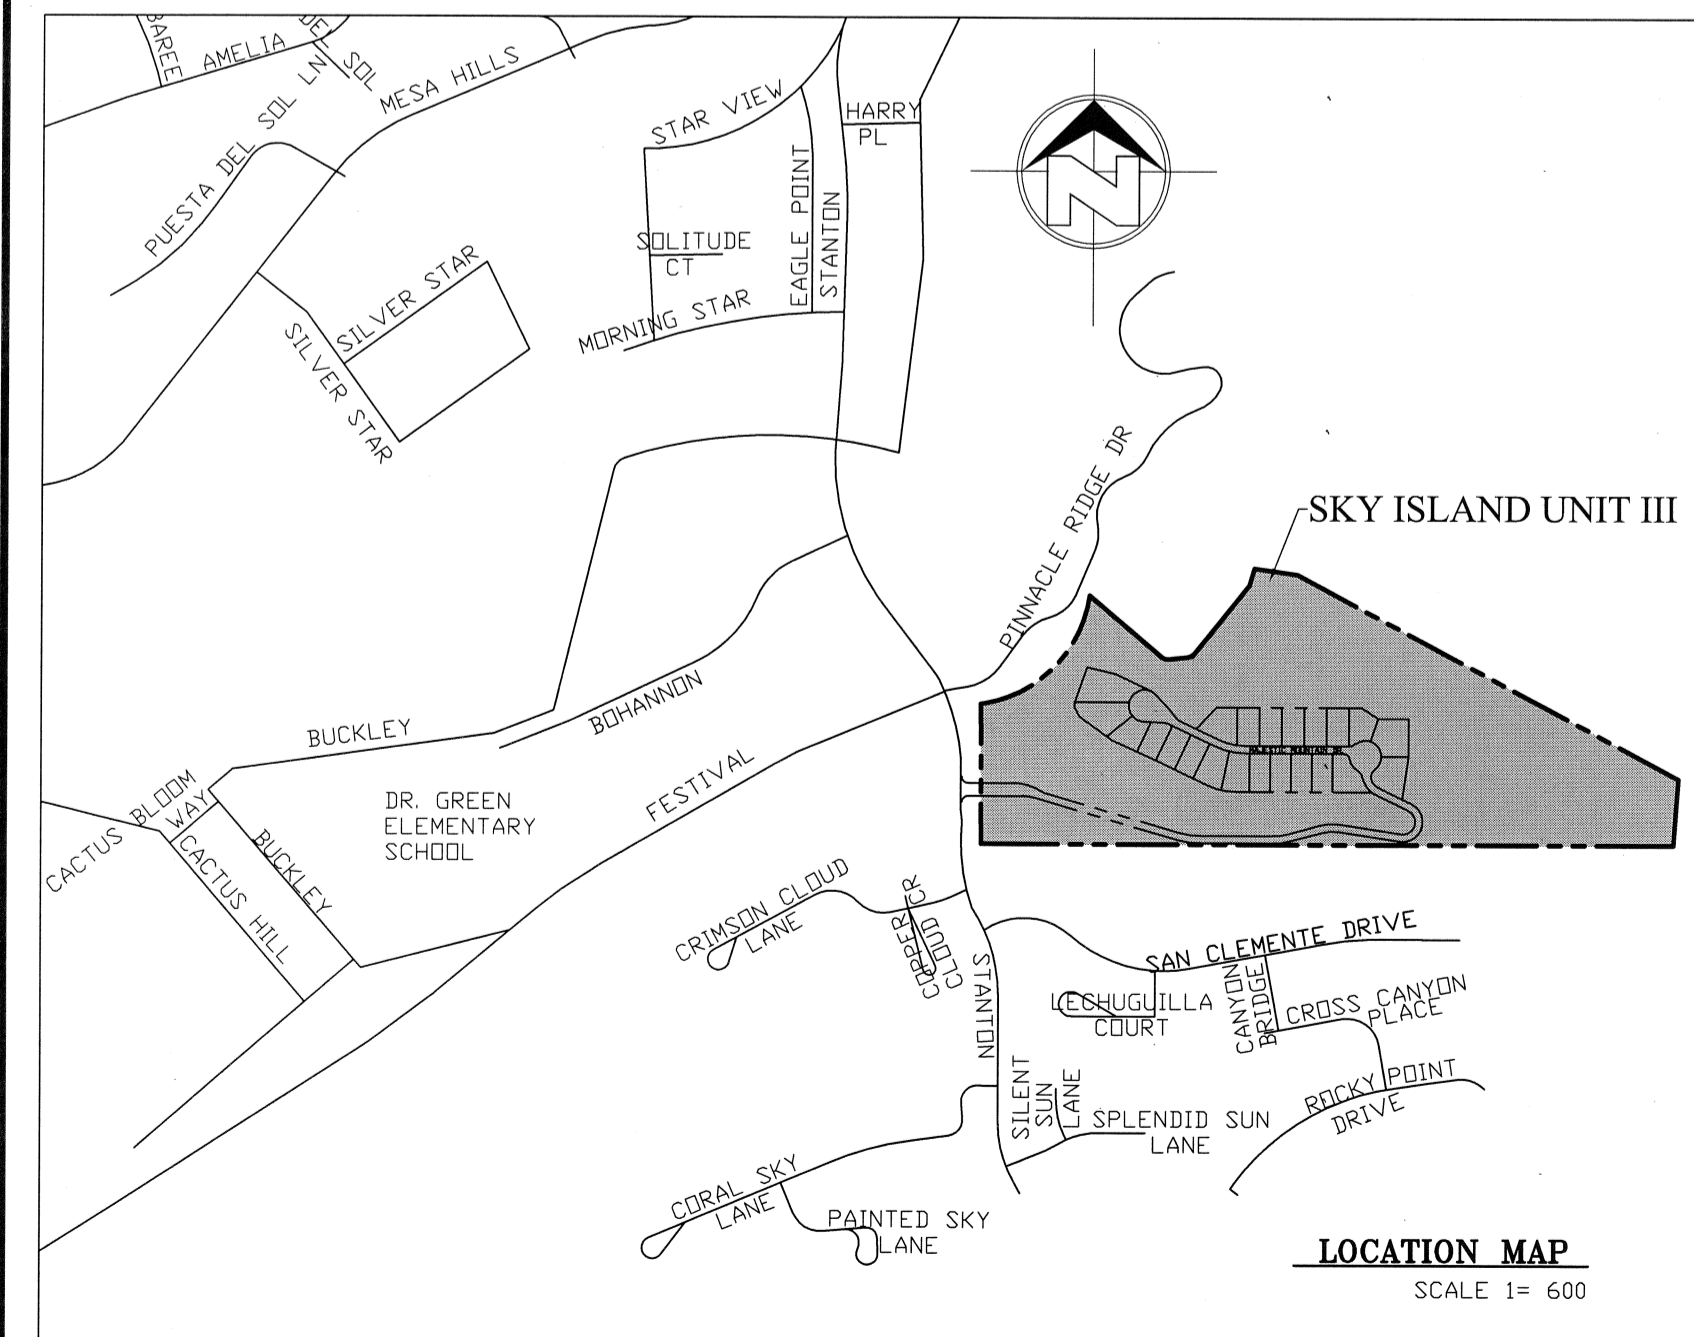 BAREE
AMELIA
DEL SOL
PUESTA DEL SOL LN
MESA HILLS
STAR VIEW
HARRY
PL
N
EAGLE POINT
STANTON
SOLITUDE
CT
MORNING STAR
SILVER STAR
SILVER STAR
PINNACLE RIDGE DR
SKY ISLAND UNIT III
MAJESTIC MOUNTAIN DR.
BUCKLEY
BOHANNON
FESTIVAL
CACTUS BLOOM
WAY
CACTUS HILL
BUCKLEY
DR. GREEN
ELEMENTARY
SCHOOL
CRIMSON CLOUD
LANE
COPPER
CLOUD CR
STANTON
SAN CLEMENTE DRIVE
LECHUGUILLA
COURT
CANYON
BRIDGE
CROSS CANYON
PLACE
ROCKY POINT
DRIVE
SILENT
SUN
LANE
SPLENDID SUN
LANE
CORAL SKY
LANE
PAINTED SKY
LANE
LOCATION MAP
SCALE 1= 600